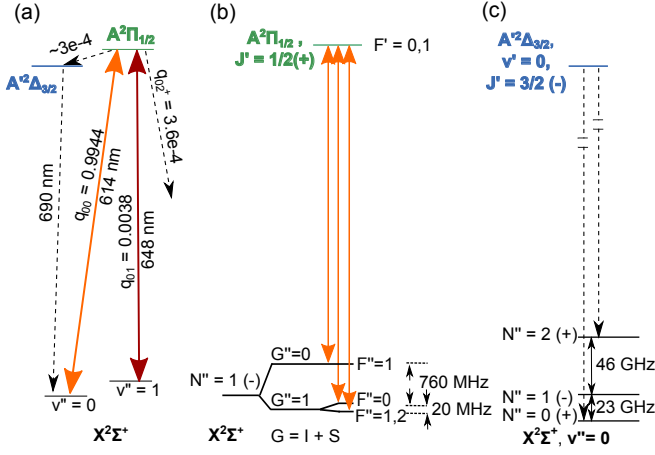 (a)
~3e-4
A²Π₁/₂
A'²Δ₃/₂
q₀₂⁺ = 3.6e-4
690 nm
q₀₀ = 0.9944
614 nm
q₀₁ = 0.0038
648 nm
v'' = 1
v'' = 0
X²Σ⁺
(b)
A²Π₁/₂ ,
J' = 1/2(+)
F' = 0,1
G''=0
F''=1
N'' = 1 (-)
760 MHz
G''=1
F''=0
20 MHz
F''=1,2
X²Σ⁺
G = I + S
(c)
A'²Δ₃/₂,
v' = 0,
J' = 3/2 (-)
N'' = 2 (+)
46 GHz
N'' = 1 (-)
23 GHz
N'' = 0 (+)
X²Σ⁺, v''= 0